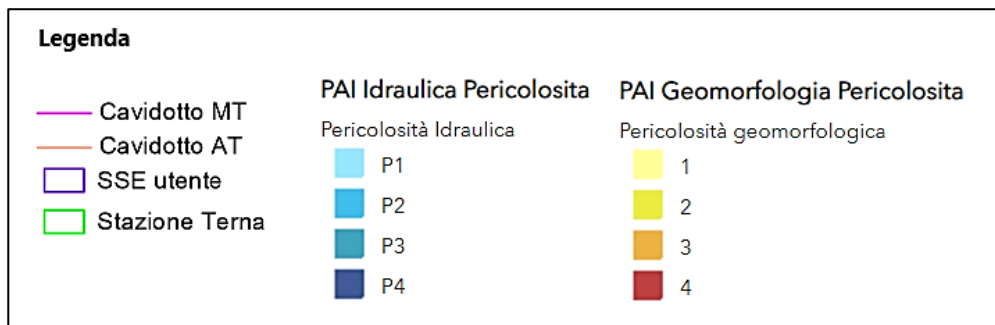 Legenda
Cavidotto MT
Cavidotto AT
SSE utente
Stazione Terna
PAI Idraulica Pericolosita
Pericolosità Idraulica
P1
P2
P3
P4
PAI Geomorfologia Pericolosita
Pericolosità geomorfologica
1
2
3
4